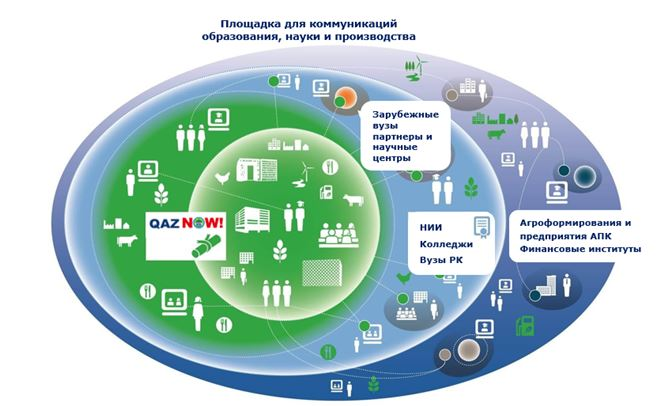 Площадка для коммуникаций
образования, науки и производства
Зарубежные
вузы
партнеры и
научные
центры
QAZ NOW!
НИИ
Колледжи
Вузы РК
Агроформирования и
предприятия АПК
Финансовые институты